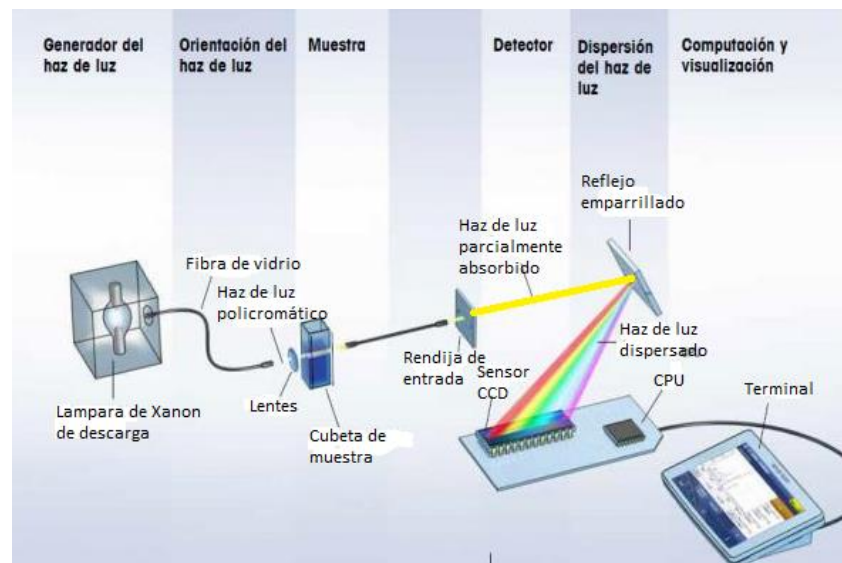 Generador del
haz de luz
Orientación del
haz de luz
Muestra
Detector
Dispersión
del haz de
luz
Computación y
visualización
Reflejo
emparrillado
Haz de luz
parcialmente
absorbido
Fibra de vidrio
Haz de luz
policromático
Haz de luz
dispersado
Rendija de
entrada
Sensor
CCD
CPU
Terminal
Lentes
Lampara de Xanon
de descarga
Cubeta de
muestra